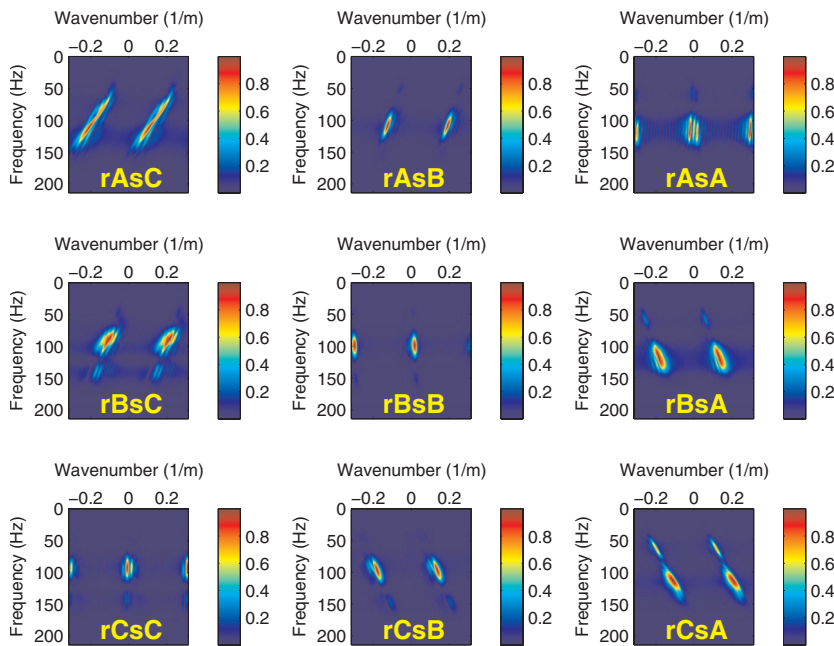 Wavenumber (1/m) Wavenumber (1/m) Wavenumber (1/m)
−0.2 0 0.2 −0.2 0 0.2 −0.2 0 0.2
Frequency (Hz) 0 50 100 150 200 rAsC 0.8 0.6 0.4 0.2
Frequency (Hz) 0 50 100 150 200 rAsB 0.8 0.6 0.4 0.2
Frequency (Hz) 0 50 100 150 200 rAsA 0.8 0.6 0.4 0.2
Wavenumber (1/m) Wavenumber (1/m) Wavenumber (1/m)
−0.2 0 0.2 −0.2 0 0.2 −0.2 0 0.2
Frequency (Hz) 0 50 100 150 200 rBsC 0.8 0.6 0.4 0.2
Frequency (Hz) 0 50 100 150 200 rBsB 0.8 0.6 0.4 0.2
Frequency (Hz) 0 50 100 150 200 rBsA 0.8 0.6 0.4 0.2
Wavenumber (1/m) Wavenumber (1/m) Wavenumber (1/m)
−0.2 0 0.2 −0.2 0 0.2 −0.2 0 0.2
Frequency (Hz) 0 50 100 150 200 rCsC 0.8 0.6 0.4 0.2
Frequency (Hz) 0 50 100 150 200 rCsB 0.8 0.6 0.4 0.2
Frequency (Hz) 0 50 100 150 200 rCsA 0.8 0.6 0.4 0.2